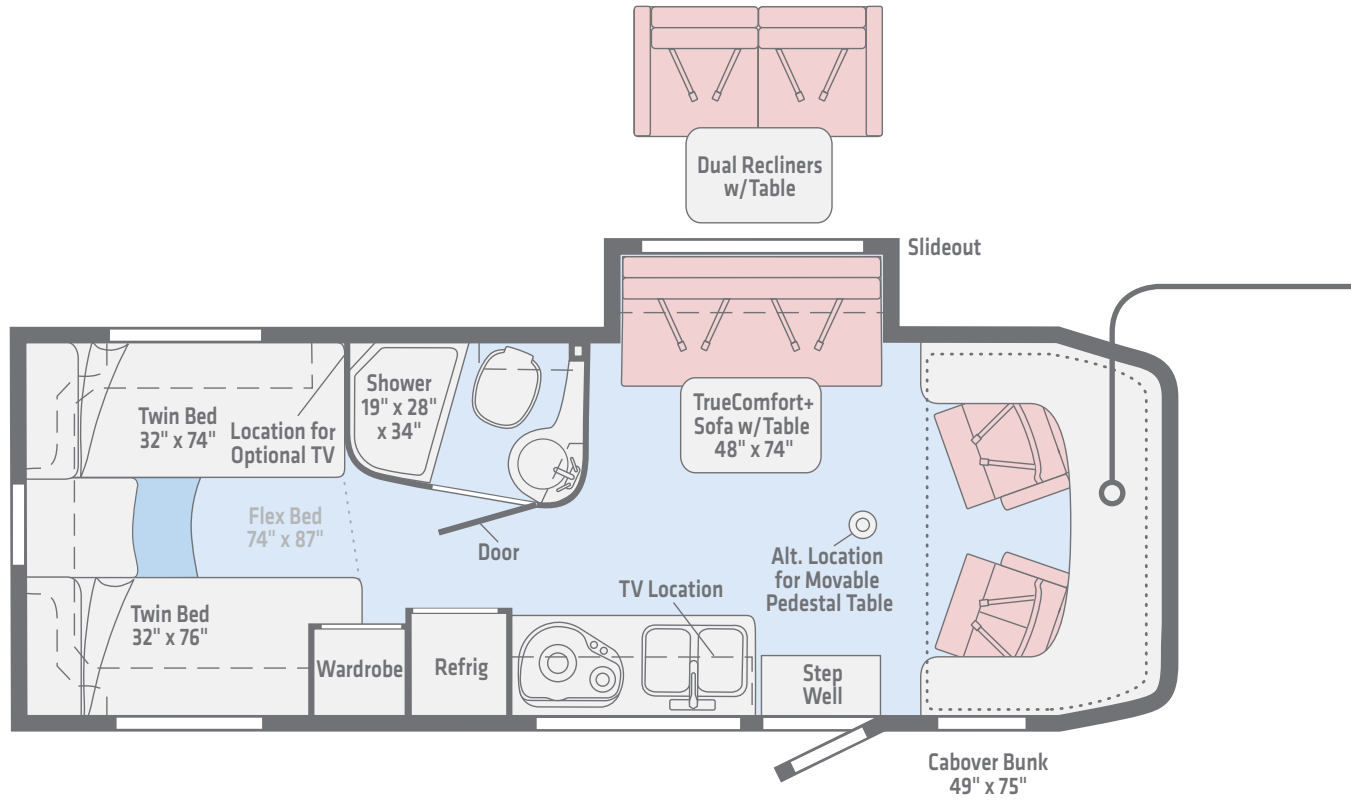 Dual Recliners
w/Table
Slideout
Shower
19" x 28"
x 34"
Twin Bed
32" x 74"
Location for
Optional TV
TrueComfort+
Sofa w/Table
48" x 74"
Flex Bed
74" x 87"
Door
Alt. Location
for Movable
Pedestal Table
TV Location
Twin Bed
32" x 76"
Wardrobe
Refrig
Step
Well
Cabover Bunk
49" x 75"